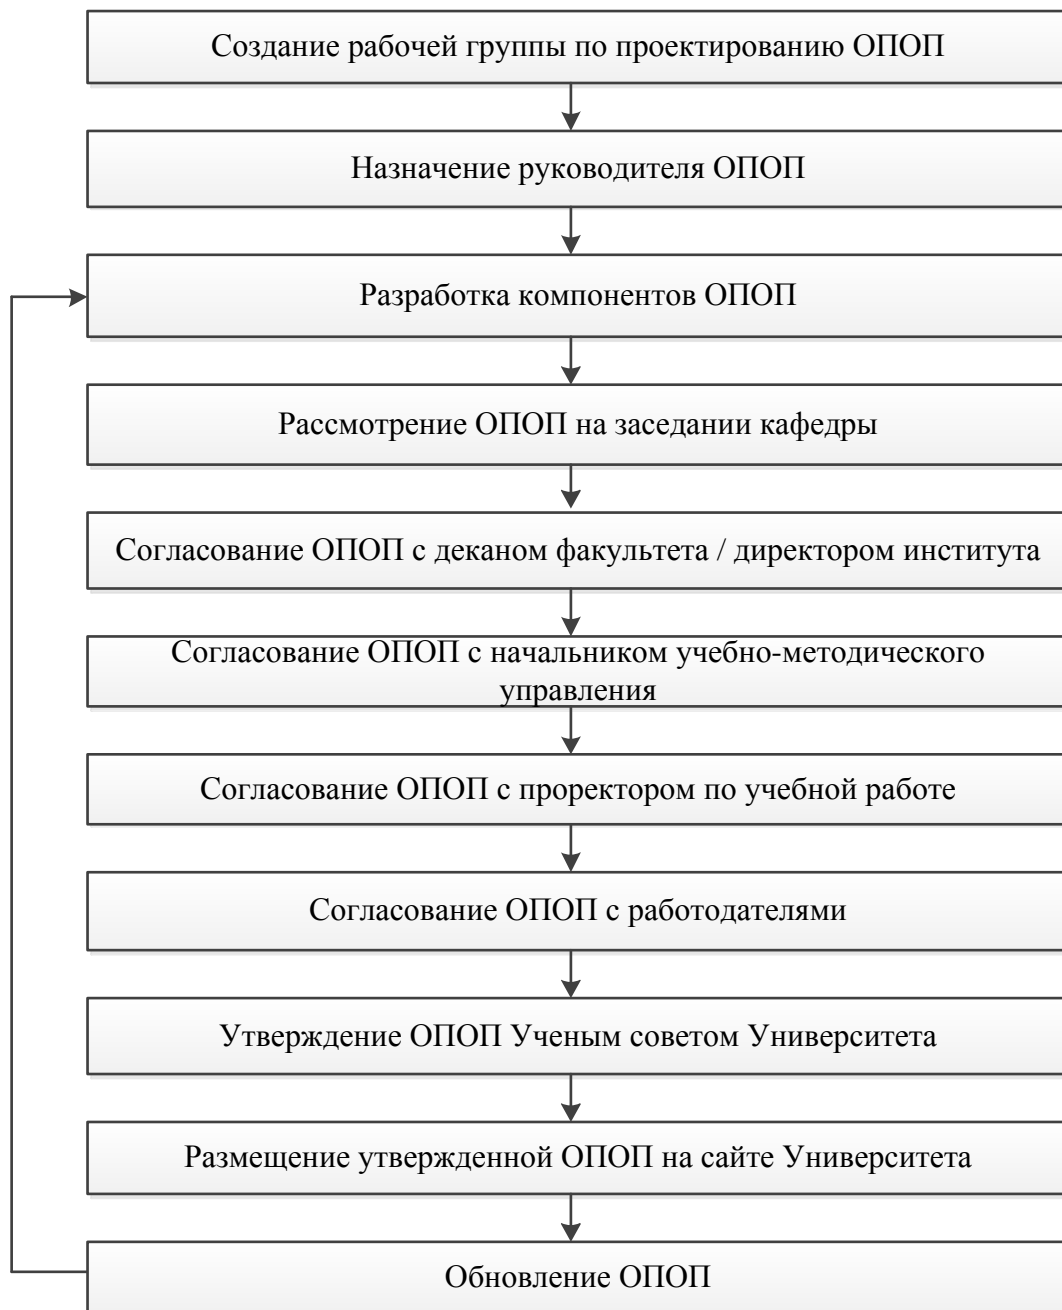 Создание рабочей группы по проектированию ОПОП
Назначение руководителя ОПОП
Разработка компонентов ОПОП
Рассмотрение ОПОП на заседании кафедры
Согласование ОПОП с деканом факультета / директором института
Согласование ОПОП с начальником учебно-методического
управления
Согласование ОПОП с проректором по учебной работе
Согласование ОПОП с работодателями
Утверждение ОПОП Ученым советом Университета
Размещение утвержденной ОПОП на сайте Университета
Обновление ОПОП